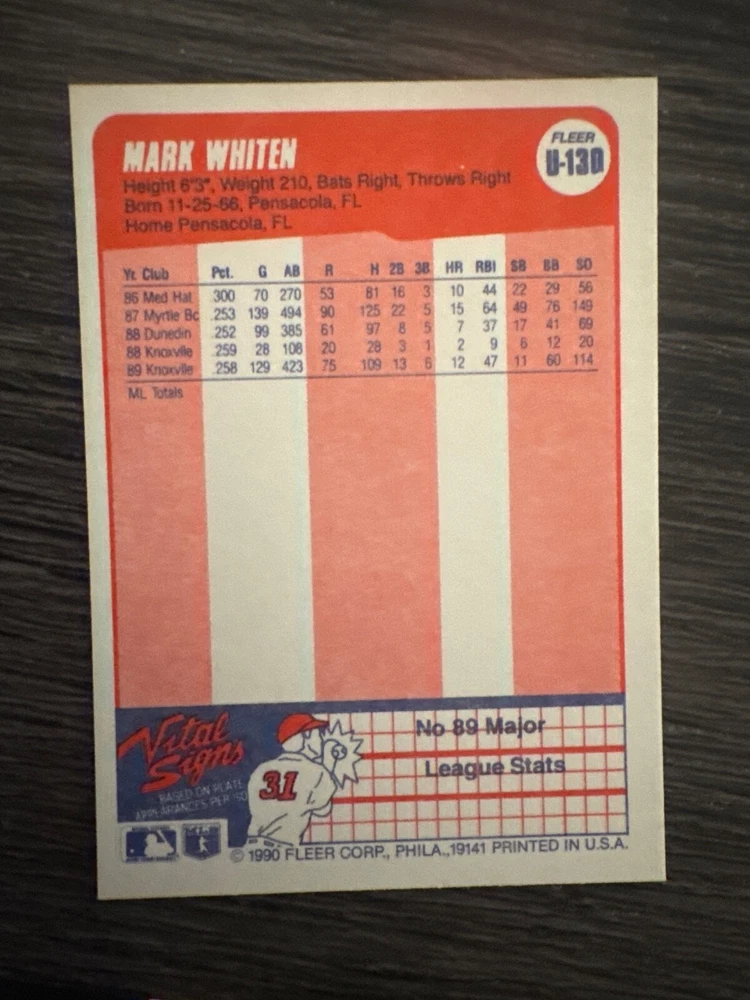 MARK WHITEN
FLEER
U-130
Height 6'3", Weight 210, Bats Right, Throws Right
Born 11-25-66, Pensacola, FL
Home Pensacola, FL
Yr. Club Pct. G AB R H 2B 3B HR RBI SB BB SO
86 Med Hat .300 70 270 53 81 16 3 10 44 22 29 56
87 Myrtle Bc .253 139 494 90 125 22 5 15 64 49 76 149
88 Dunedin .252 99 385 61 97 8 5 7 37 17 41 69
88 Knoxville .259 28 108 20 28 3 1 2 9 6 12 20
89 Knoxville .258 129 423 75 109 13 6 12 47 11 60 114
ML Totals
Vital
Signs
BASED ON PLATE
APPEARANCES PER SO
31
No 89 Major
League Stats
© 1990 FLEER CORP., PHILA., 19141 PRINTED IN U.S.A.